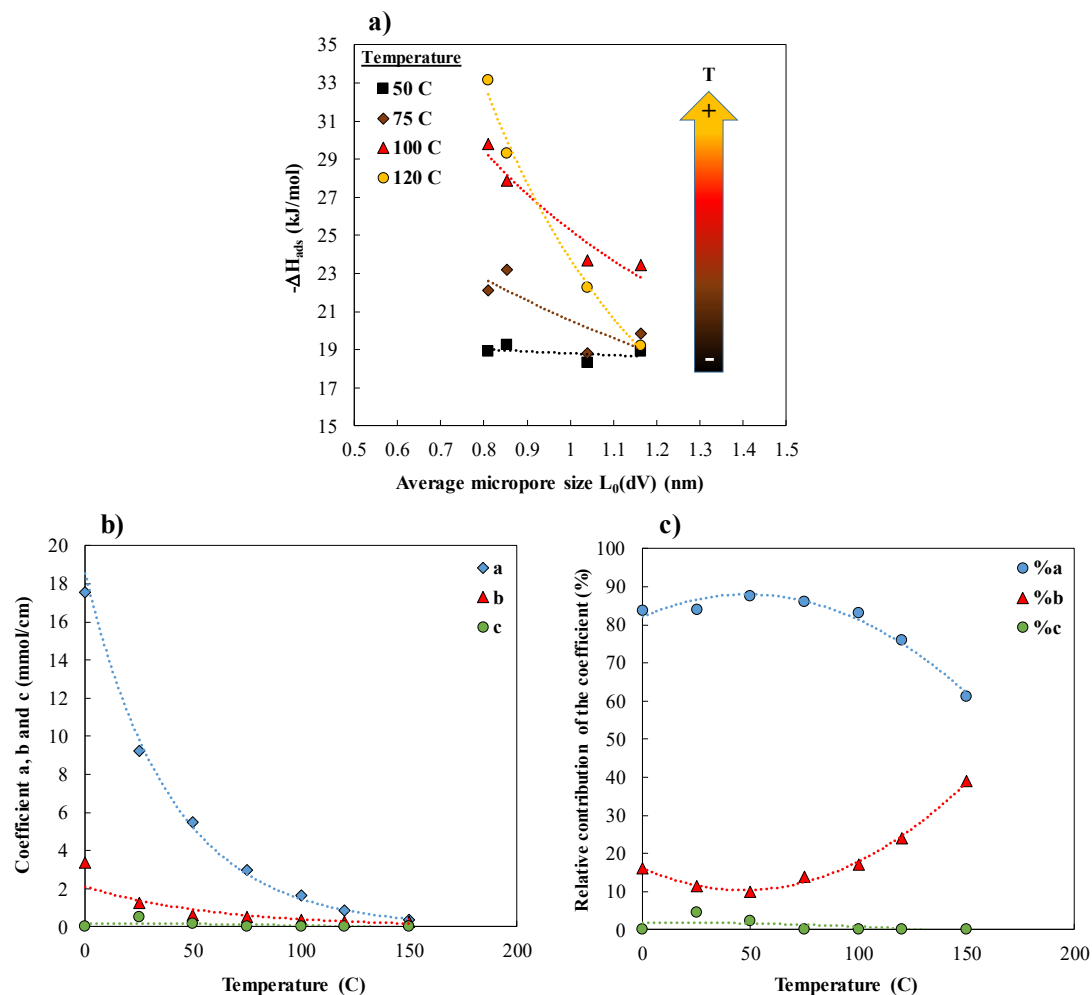 a)
35
33
31
29
27
25
23
21
19
17
15
-ΔHads (kJ/mol)
Temperature
50 C
75 C
100 C
120 C
T
+
-
0.5 0.6 0.7 0.8 0.9 1 1.1 1.2 1.3 1.4 1.5
Average micropore size L0(dV) (nm)
b)
20
18
16
14
12
10
8
6
4
2
0
Coefficient a, b and c (mmol/cm)
a
b
c
0 50 100 150 200
Temperature (C)
c)
100
90
80
70
60
50
40
30
20
10
0
Relative contribution of the coefficient (%)
%a
%b
%c
0 50 100 150 200
Temperature (C)